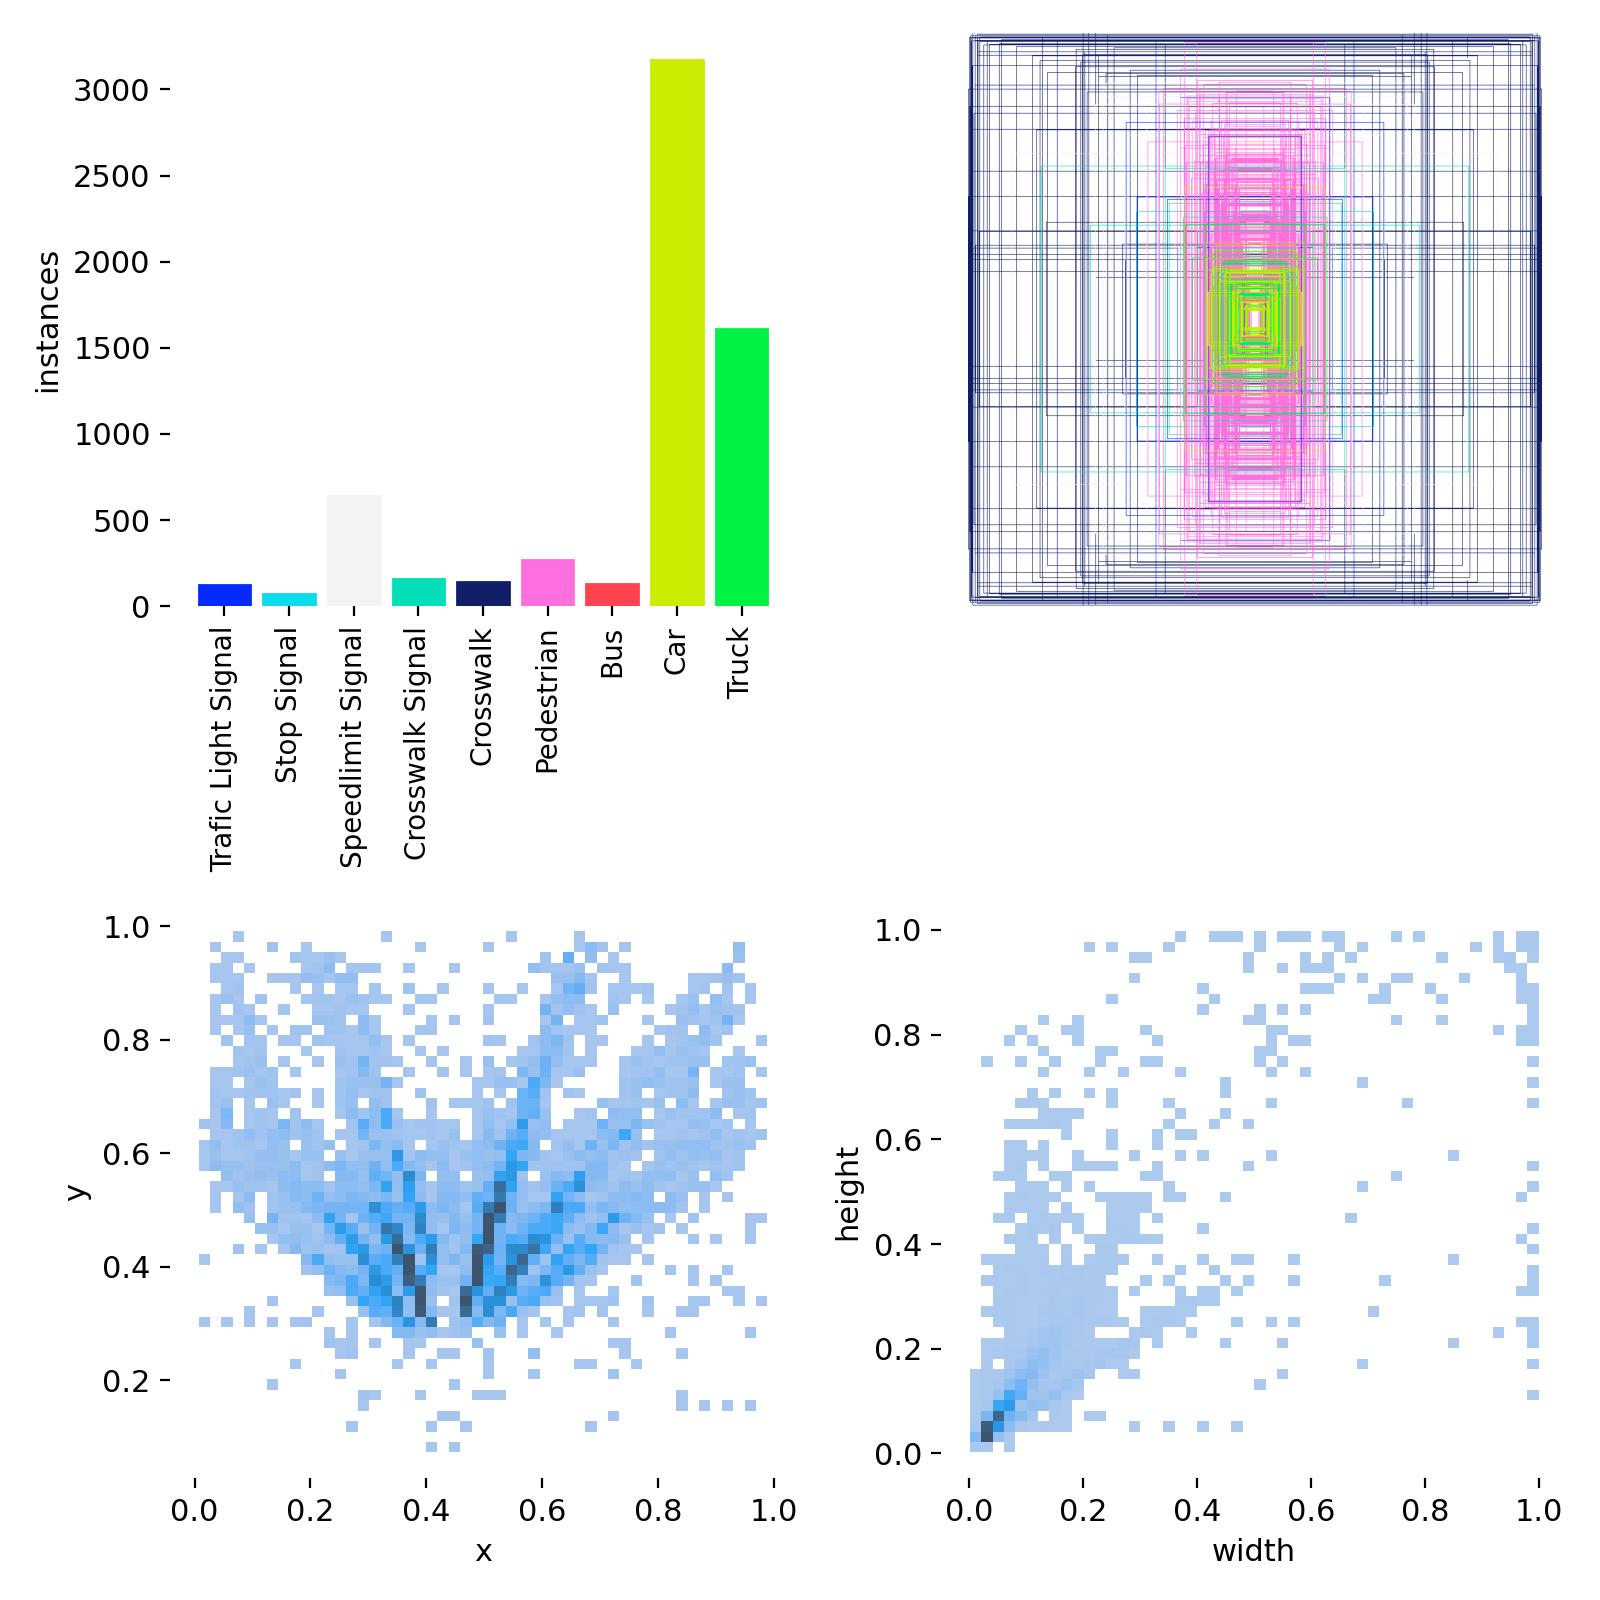 3000
2500
2000
1500
1000
500
0
instances
Trafic Light Signal
Stop Signal
Speedlimit Signal
Crosswalk Signal
Crosswalk
Pedestrian
Bus
Car
Truck
1.0
0.8
0.6
0.4
0.2
y
0.0 0.2 0.4 0.6 0.8 1.0
x
1.0
0.8
0.6
0.4
0.2
0.0
height
0.0 0.2 0.4 0.6 0.8 1.0
width